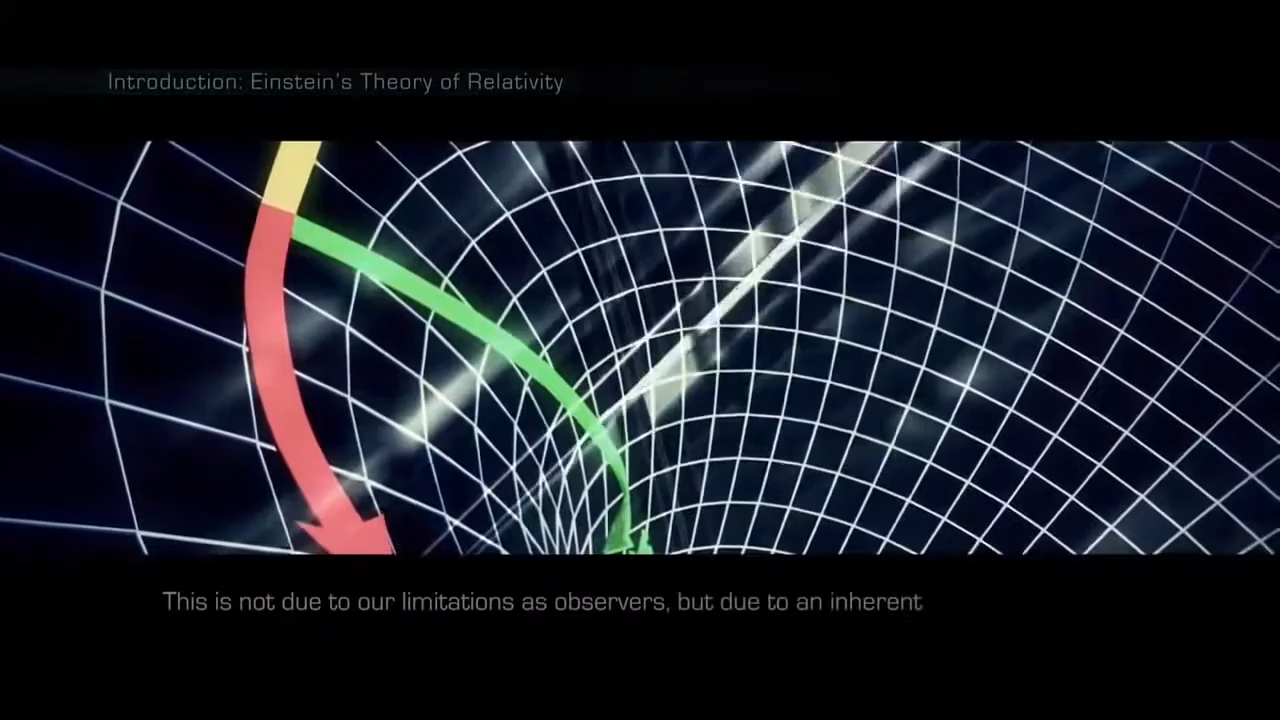 Introduction: Einstein's Theory of Relativity
This is not due to our limitations as observers, but due to an inherent